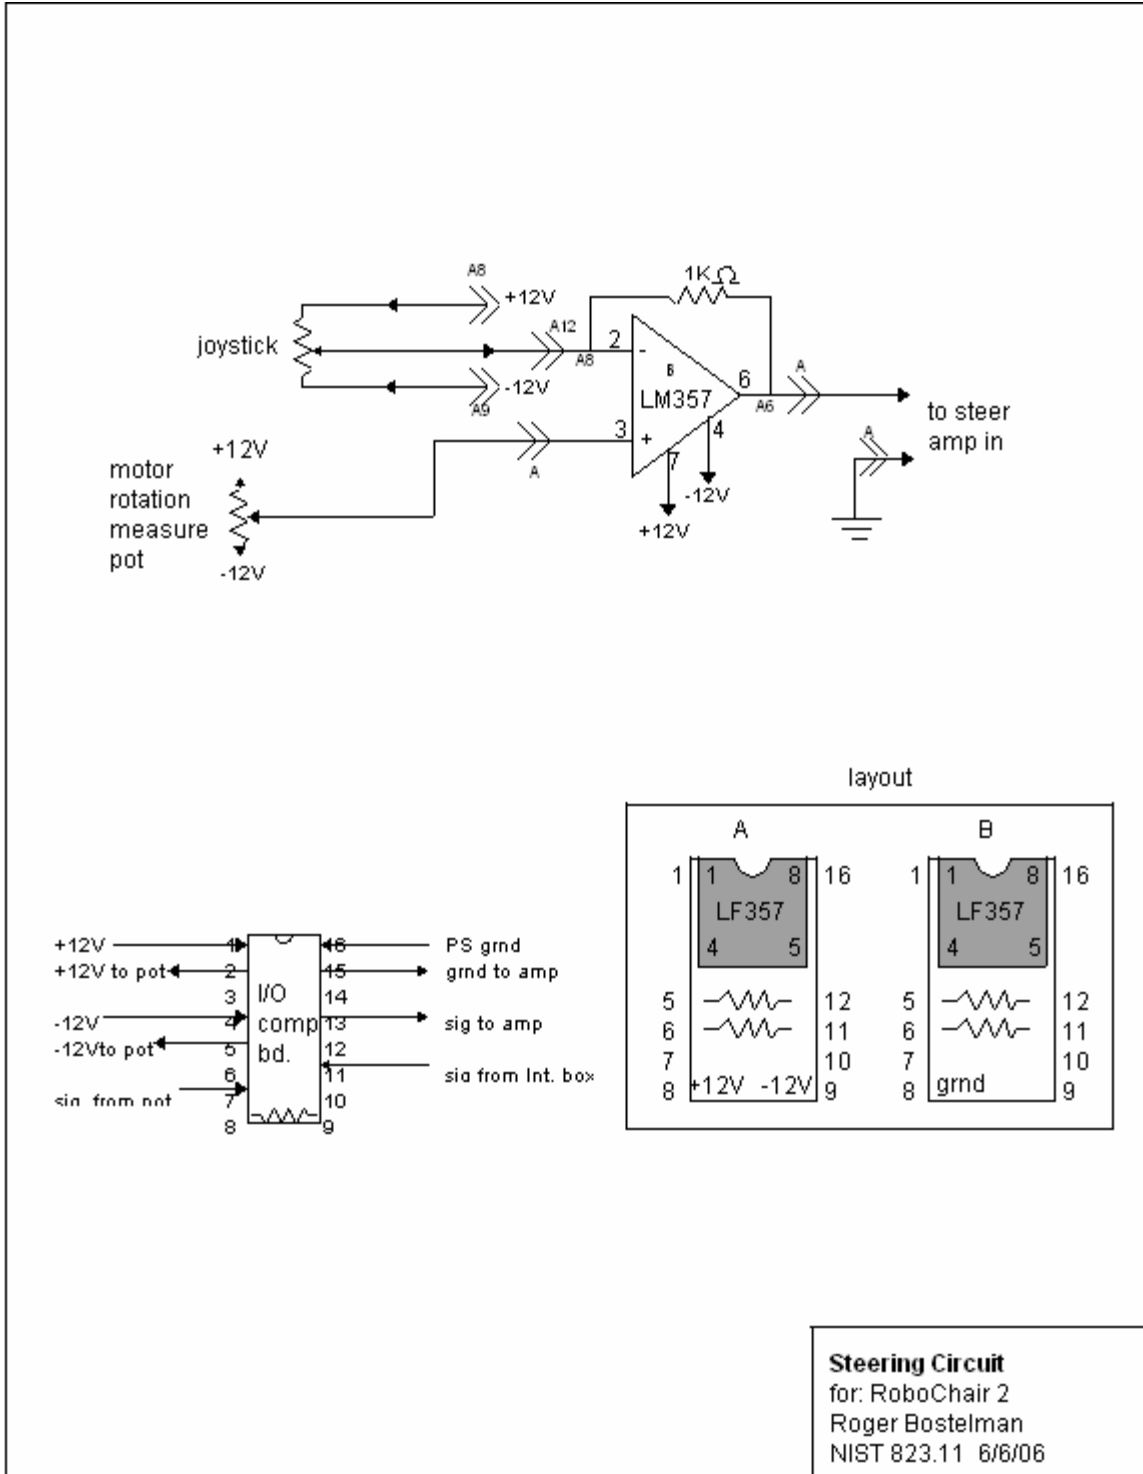 A8
+12V
1KΩ
joystick
A12
A8
2
-
-12V
A9
B
LM357
6
A6
A
3
+
A
7
4
-12V
+12V
to steer
amp in
A
+12V
motor
rotation
measure
pot
-12V
layout
A
B
1
1
8
16
LF357
4
5
5
12
6
11
7
10
8
+12V
-12V
9
1
1
8
16
LF357
4
5
5
12
6
11
7
10
8
grnd
9
+12V
1
16
PS grnd
+12V to pot
2
15
grnd to amp
3
14
I/O
comp
bd.
-12V
4
13
sig to amp
-12Vto pot
5
12
6
11
sig from Int. box
sig. from pot
7
10
8
9
Steering Circuit
for: RoboChair 2
Roger Bostelman
NIST 823.11 6/6/06